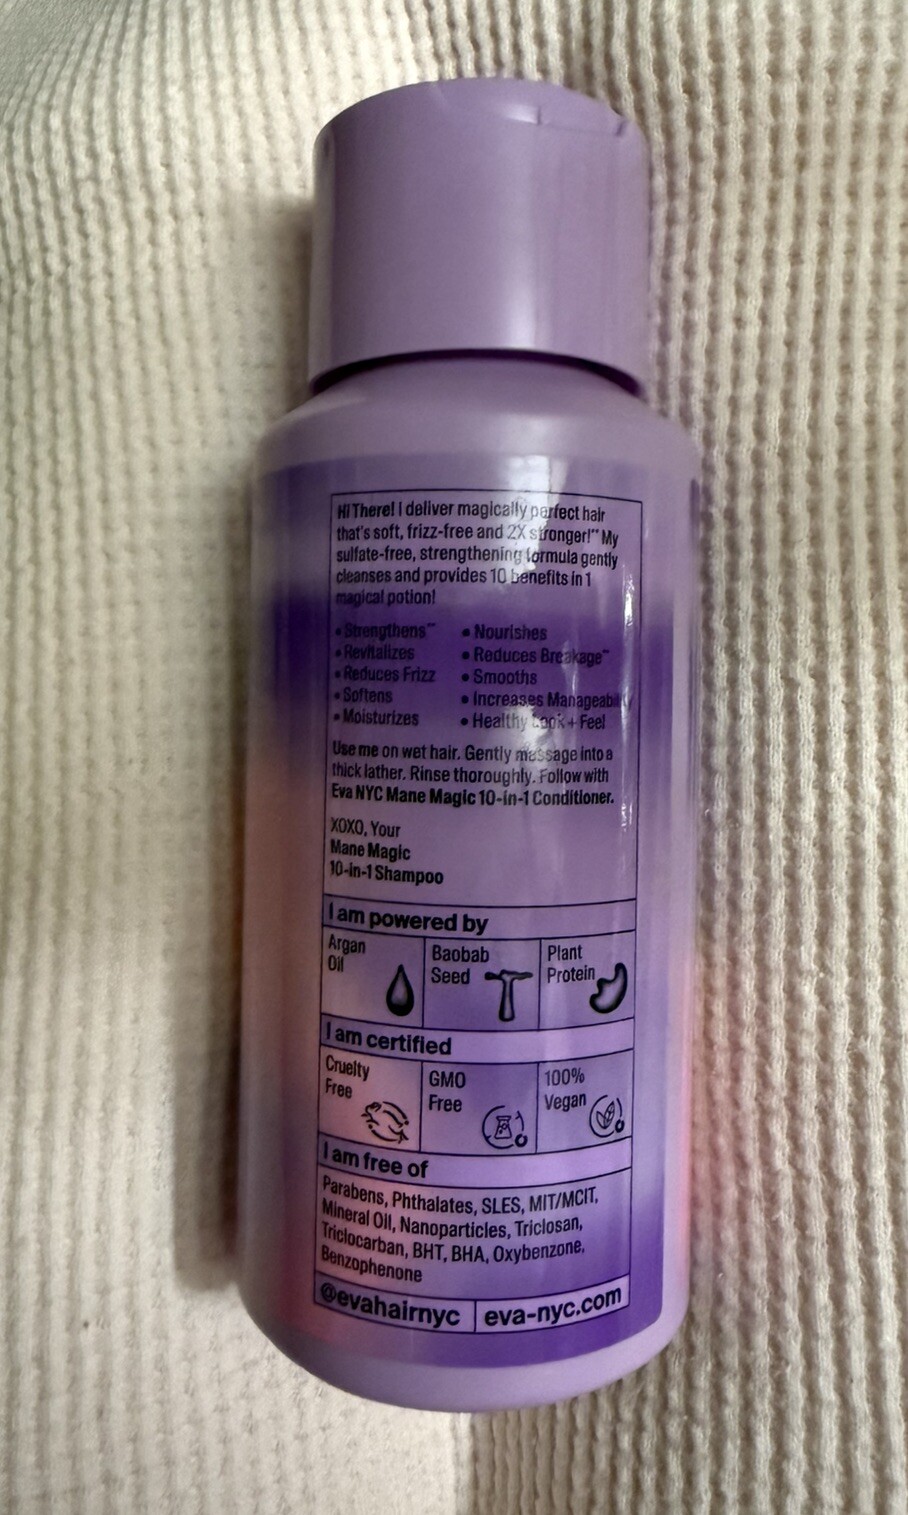 Hi There! I deliver magically perfect hair
that's soft, frizz-free and 2X stronger!** My
sulfate-free, strengthening formula gently
cleanses and provides 10 benefits in 1
magical potion!
• Strengthens**
• Revitalizes
• Reduces Frizz
• Softens
• Moisturizes
• Nourishes
• Reduces Breakage**
• Smooths
• Increases Manageability
• Healthy Look + Feel
Use me on wet hair. Gently massage into a
thick lather. Rinse thoroughly. Follow with
Eva NYC Mane Magic 10-in-1 Conditioner.
XOXO, Your
Mane Magic
10-in-1 Shampoo
I am powered by
Argan
Oil
Baobab
Seed
Plant
Protein
I am certified
Cruelty
Free
GMO
Free
100%
Vegan
I am free of
Parabens, Phthalates, SLES, MIT/MCIT,
Mineral Oil, Nanoparticles, Triclosan,
Triclocarban, BHT, BHA, Oxybenzone,
Benzophenone
@evahairnyc
eva-nyc.com